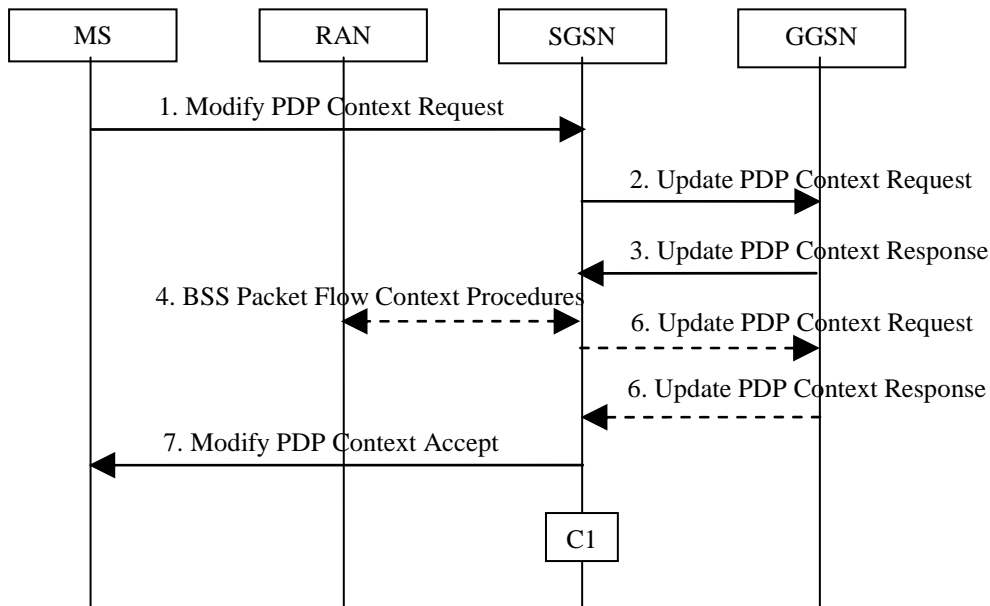 MS
RAN
SGSN
GGSN
1. Modify PDP Context Request
2. Update PDP Context Request
3. Update PDP Context Response
4. BSS Packet Flow Context Procedures
6. Update PDP Context Request
6. Update PDP Context Response
7. Modify PDP Context Accept
C1